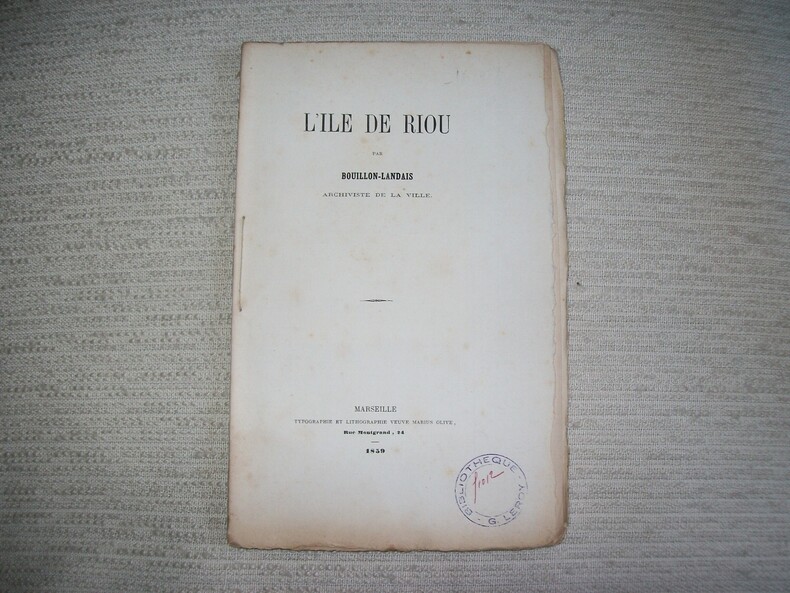 L'ILE DE RIOU
PAR
BOUILLON-LANDAIS
ARCHIVISTE DE LA VILLE.
MARSEILLE
TYPOGRAPHIE ET LITHOGRAPHIE VEUVE MARIUS OLIVE,
Rue Montgrand, 24
1859
BIBLIOTHEQUE
G. LEROY